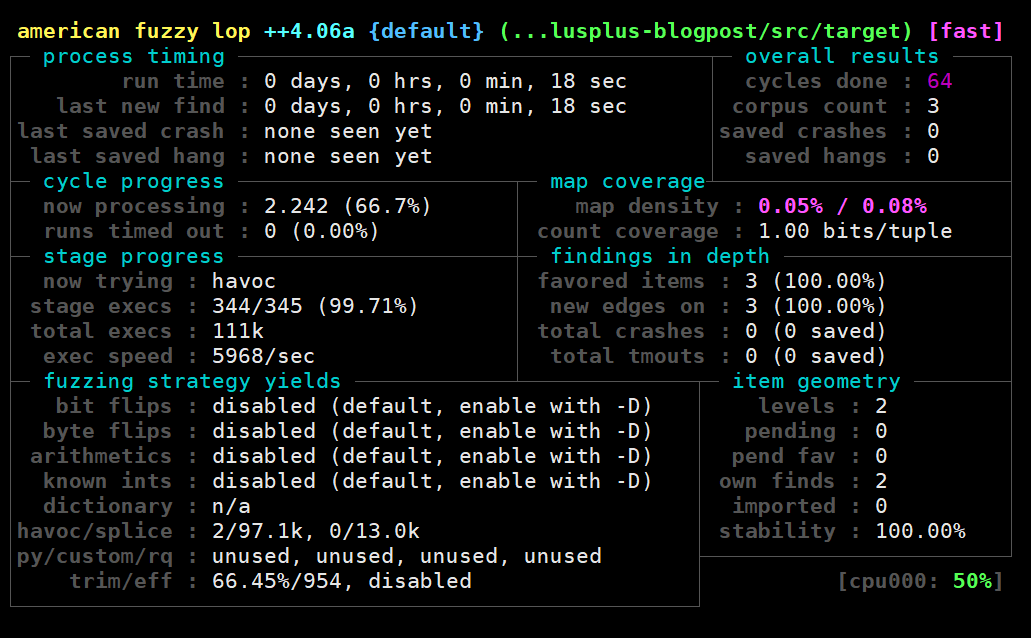 american fuzzy lop ++4.06a {default} (...lusplus-blogpost/src/target) [fast]
process timing overall results
run time : 0 days, 0 hrs, 0 min, 18 sec cycles done : 64
last new find : 0 days, 0 hrs, 0 min, 18 sec corpus count : 3
last saved crash : none seen yet saved crashes : 0
last saved hang : none seen yet saved hangs : 0
cycle progress map coverage
now processing : 2.242 (66.7%) map density : 0.05% / 0.08%
runs timed out : 0 (0.00%) count coverage : 1.00 bits/tuple
stage progress findings in depth
now trying : havoc favored items : 3 (100.00%)
stage execs : 344/345 (99.71%) new edges on : 3 (100.00%)
total execs : 111k total crashes : 0 (0 saved)
exec speed : 5968/sec total tmouts : 0 (0 saved)
fuzzing strategy yields item geometry
bit flips : disabled (default, enable with -D) levels : 2
byte flips : disabled (default, enable with -D) pending : 0
arithmetics : disabled (default, enable with -D) pend fav : 0
known ints : disabled (default, enable with -D) own finds : 2
dictionary : n/a imported : 0
havoc/splice : 2/97.1k, 0/13.0k stability : 100.00%
py/custom/rq : unused, unused, unused, unused
trim/eff : 66.45%/954, disabled [cpu000: 50%]